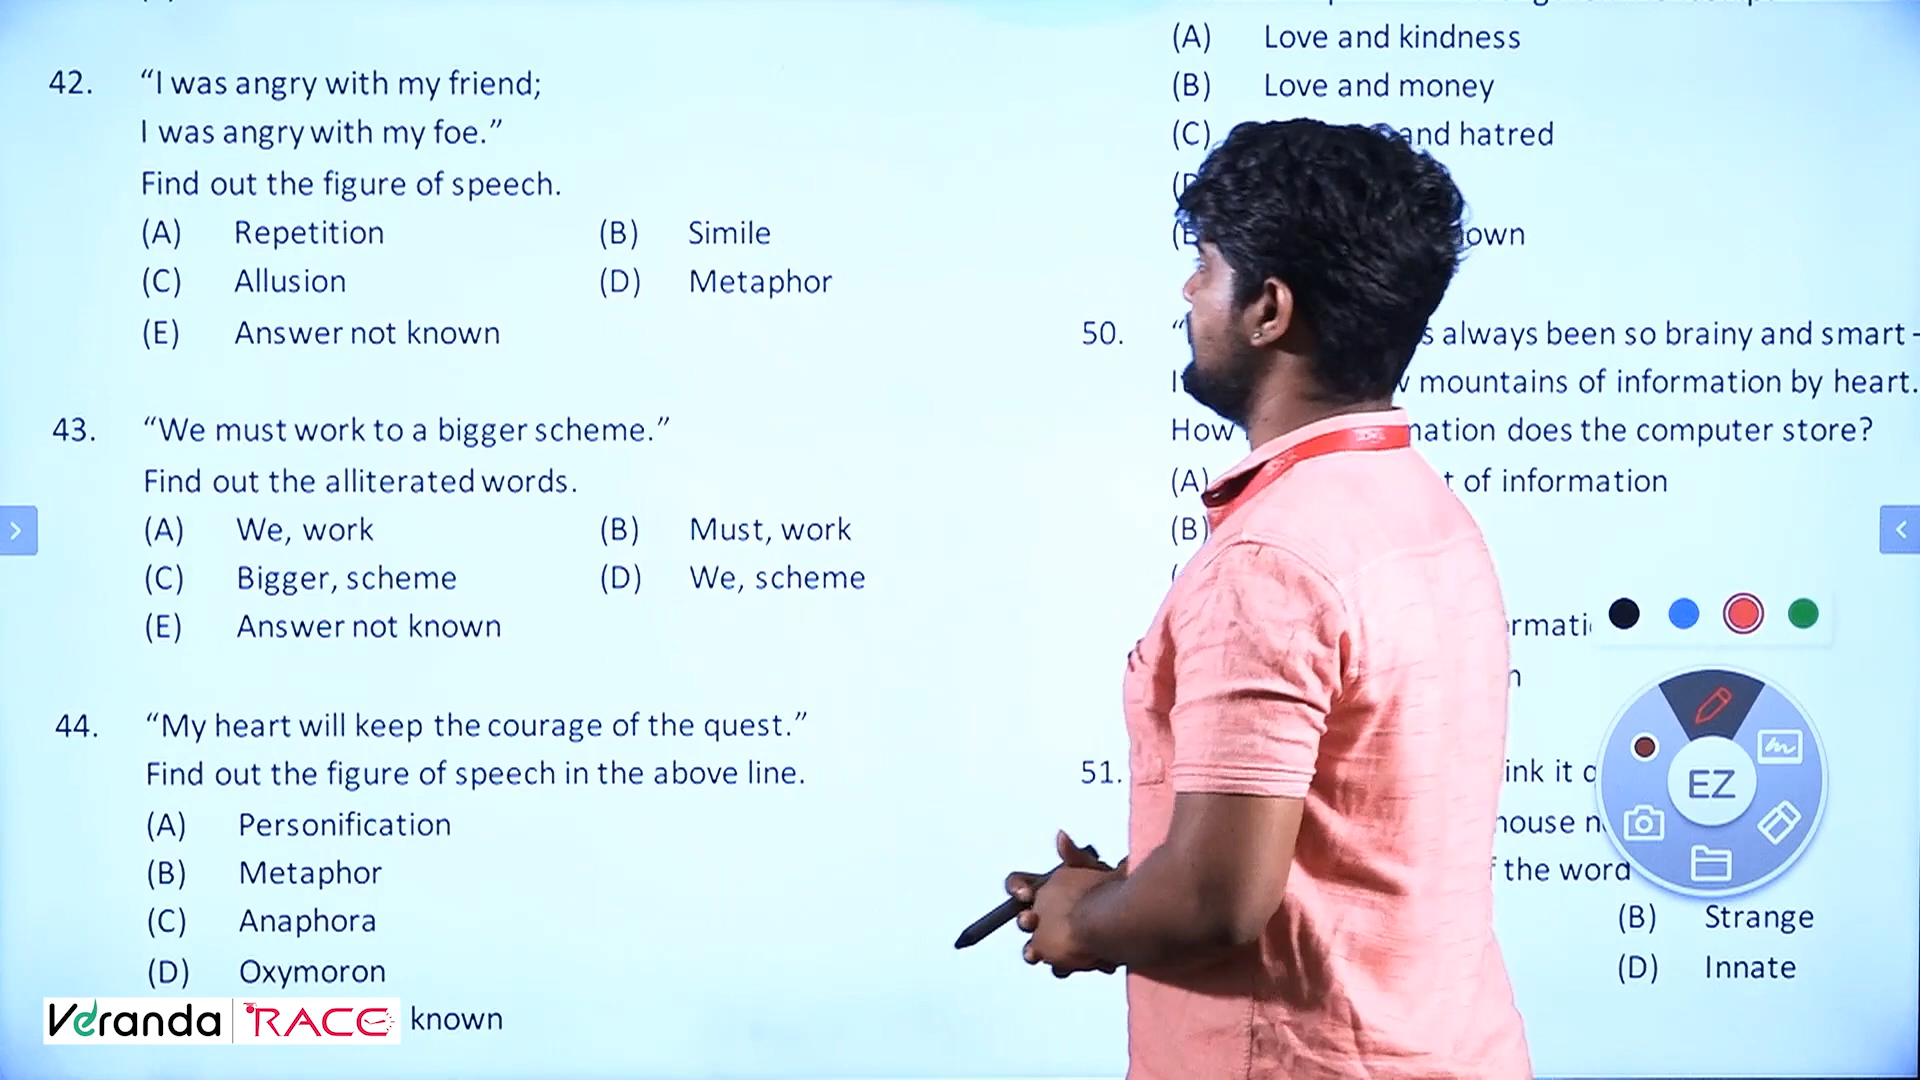 42. “I was angry with my friend;
I was angry with my foe.”
Find out the figure of speech.
(A) Repetition (B) Simile
(C) Allusion (D) Metaphor
(E) Answer not known
43. “We must work to a bigger scheme.”
Find out the alliterated words.
(A) We, work (B) Must, work
(C) Bigger, scheme (D) We, scheme
(E) Answer not known
44. “My heart will keep the courage of the quest.”
Find out the figure of speech in the above line.
(A) Personification
(B) Metaphor
(C) Anaphora
(D) Oxymoron
known
Veranda RACE
(A) Love and kindness
(B) Love and money
(C) and hatred
50. always been so brainy and smart -
mountains of information by heart.
How does the computer store?
(A) of information
(B)
51. it
house
the word
(B) Strange
(D) Innate
EZ